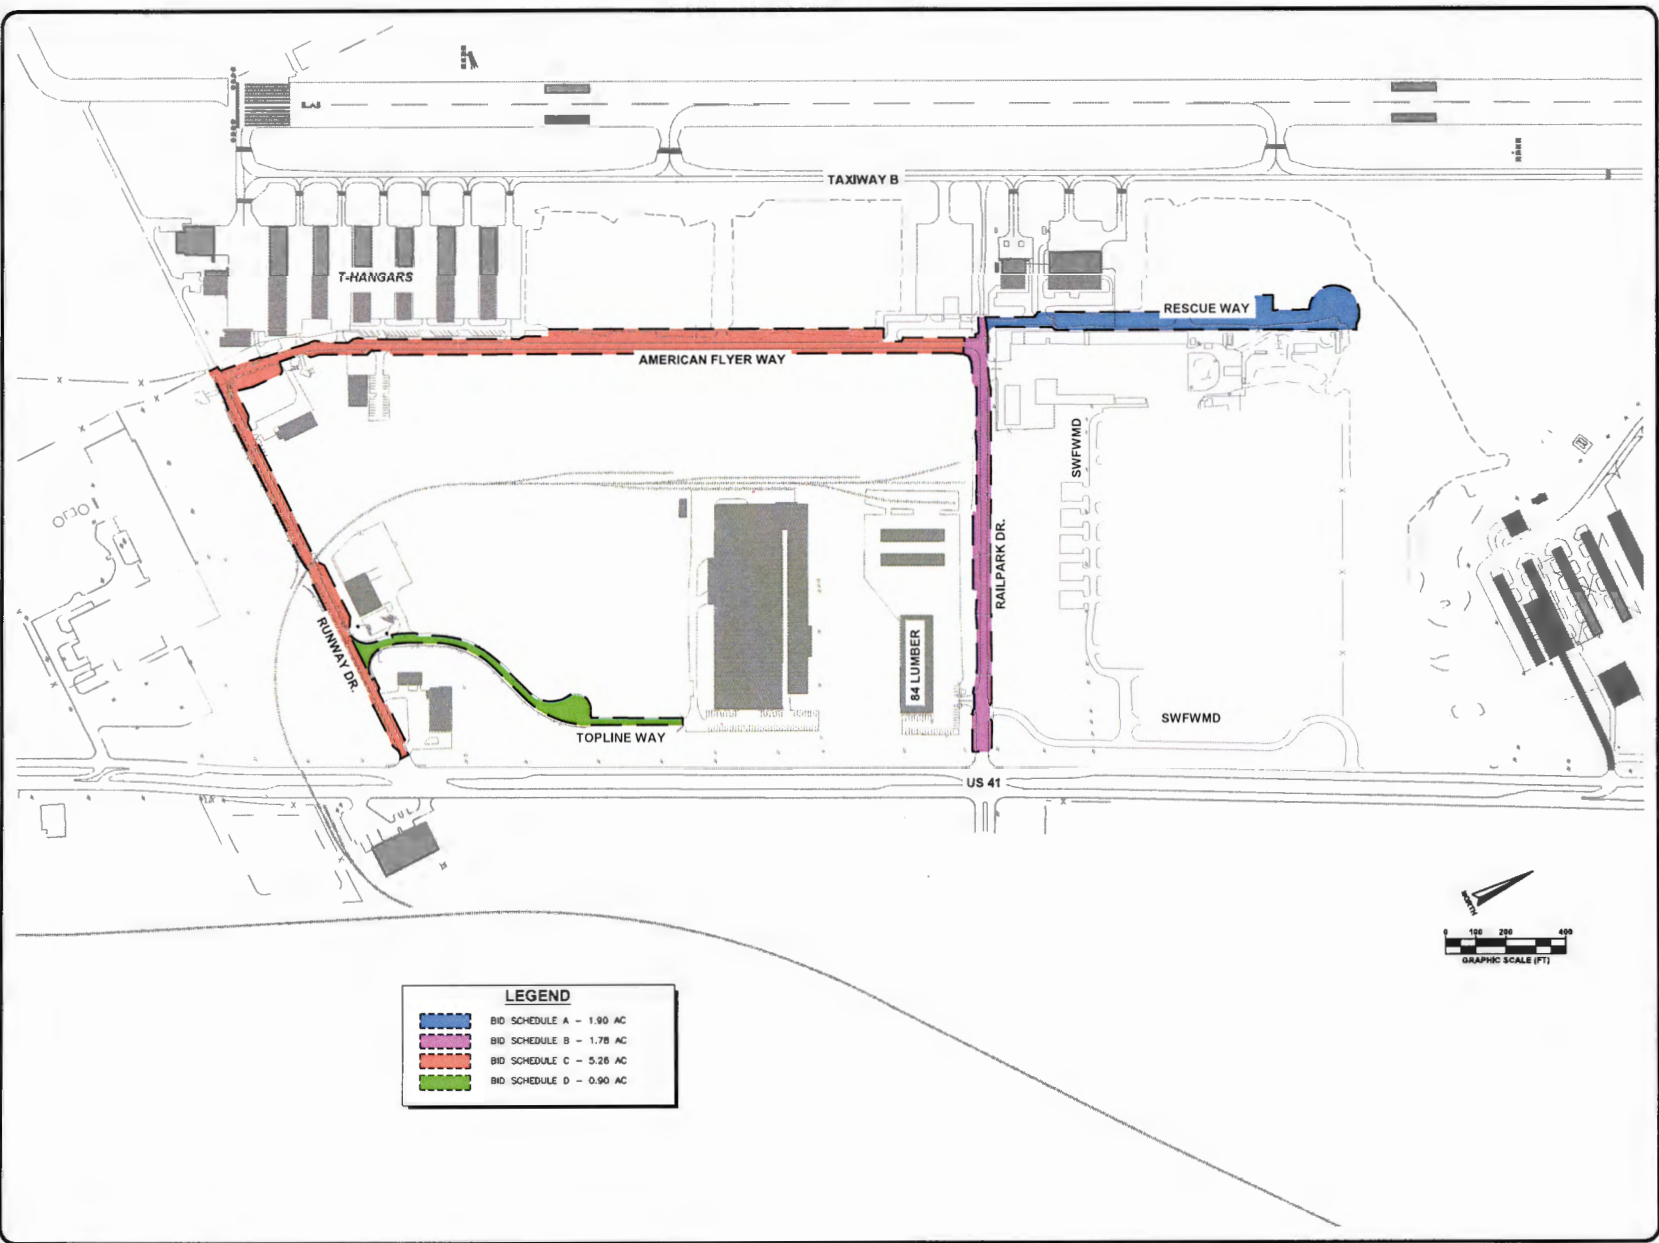 TAXIWAY B
T-HANGARS
RESCUE WAY
AMERICAN FLYER WAY
SWFWMD
RAILPARK DR.
RUNWAY DR.
84 LUMBER
TOPLINE WAY
SWFWMD
US 41
NORTH
0 100 200 400
GRAPHIC SCALE (FT)
LEGEND
BID SCHEDULE A - 1.90 AC
BID SCHEDULE B - 1.78 AC
BID SCHEDULE C - 5.26 AC
BID SCHEDULE D - 0.90 AC